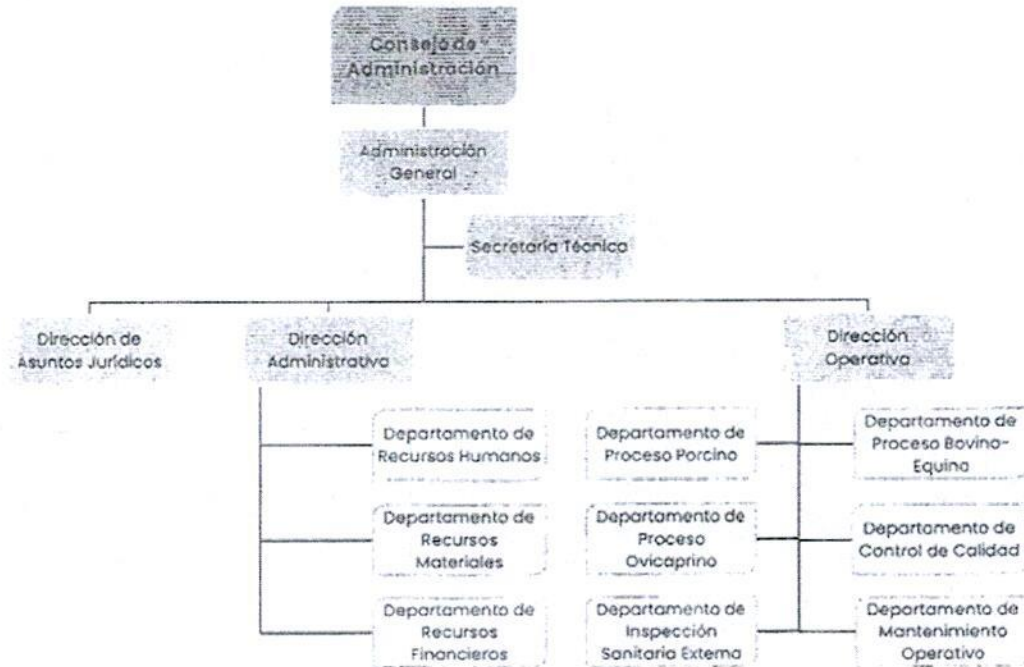 Consejo de
Administración
Administración
General
Secretaría Técnica
Dirección de
Asuntos Jurídicos
Dirección
Administrativa
Dirección
Operativa
Departamento de
Recursos Humanos
Departamento de
Proceso Porcino
Departamento de
Proceso Bovino-
Equina
Departamento de
Recursos
Materiales
Departamento de
Proceso
Ovicaprino
Departamento de
Control de Calidad
Departamento de
Recursos
Financieros
Departamento de
Inspección
Sanitaria Externa
Departamento de
Mantenimiento
Operativo